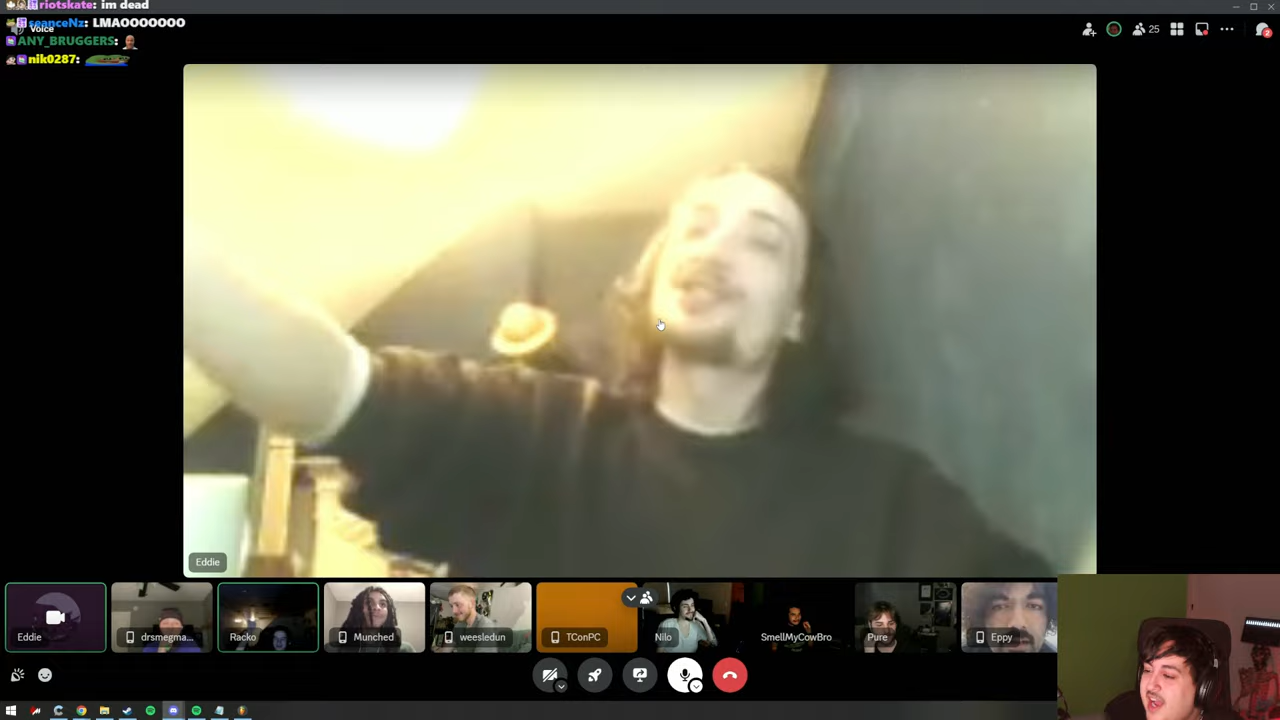 riotskate: im dead
seanceNz: LMAOOOOOOO
Voice
25
ANY_BRUGGERS:
nik0287:
Eddie
Eddie
drsmegma...
Racko
Munched
weesledun
TConPC
Nilo
SmellMyCowBro
Pure
Eppy